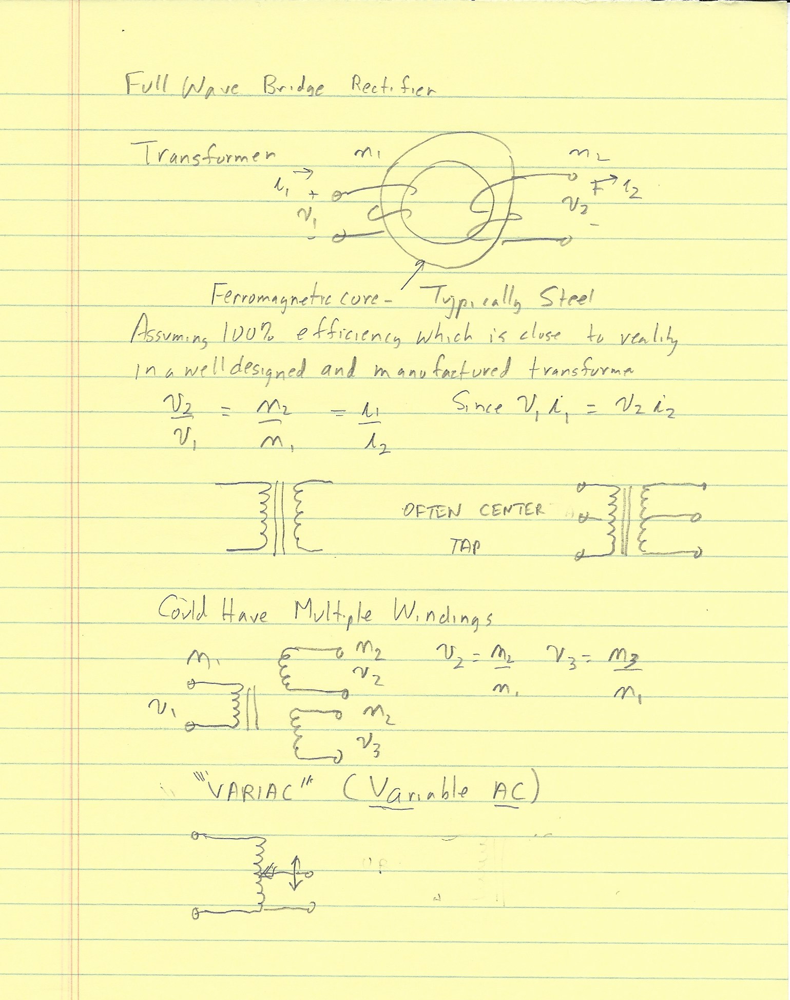 Full Wave Bridge Rectifier
Transformer
n1
n2
i1 →
+
v1
-
+ → i2
v2
-
Ferromagnetic core - Typically Steel
Assuming 100% efficiency which is close to reality
in a well designed and manufactured transformer
v2/v1 = n2/n1 = i1/i2 Since v1 i1 = v2 i2
OFTEN CENTER
TAP
Could Have Multiple Windings
n1
v1
n2
v2
v2 = n2/n1 v3 = n3/n1
n2
v3
"VARIAC" (Variable AC)